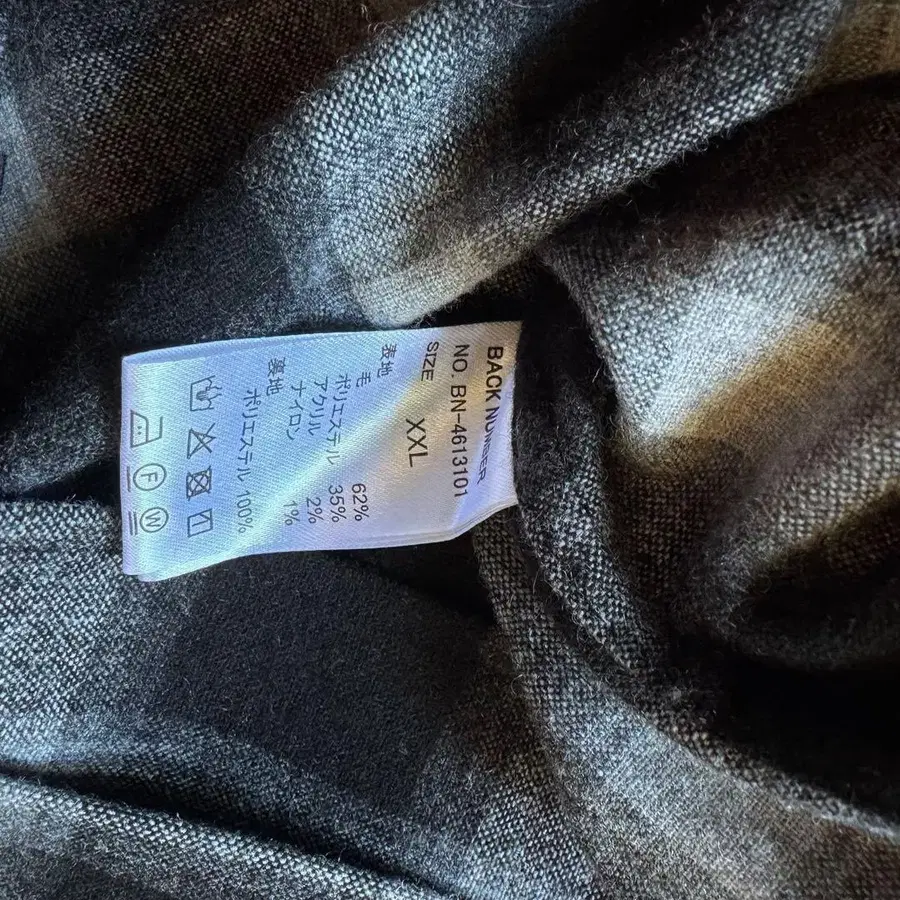 BACK NUMBER
NO. BN-4613101
SIZE XXL
表地
毛 62%
ポリエステル 35%
アクリル 2%
ナイロン 1%
裏地
ポリエステル 100%
F W